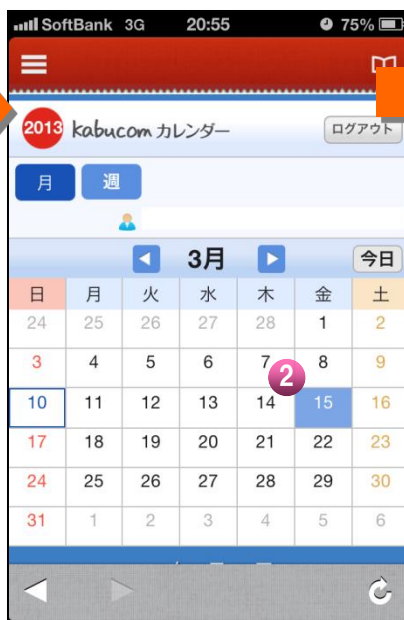 SoftBank 3G 20:55 75%
2013 kabucom カレンダー ログアウト
月 週
3月 今日
日 月 火 水 木 金 土
24 25 26 27 28 1 2
3 4 5 6 7 8 9
2
10 11 12 13 14 15 16
17 18 19 20 21 22 23
24 25 26 27 28 29 30
31 1 2 3 4 5 6